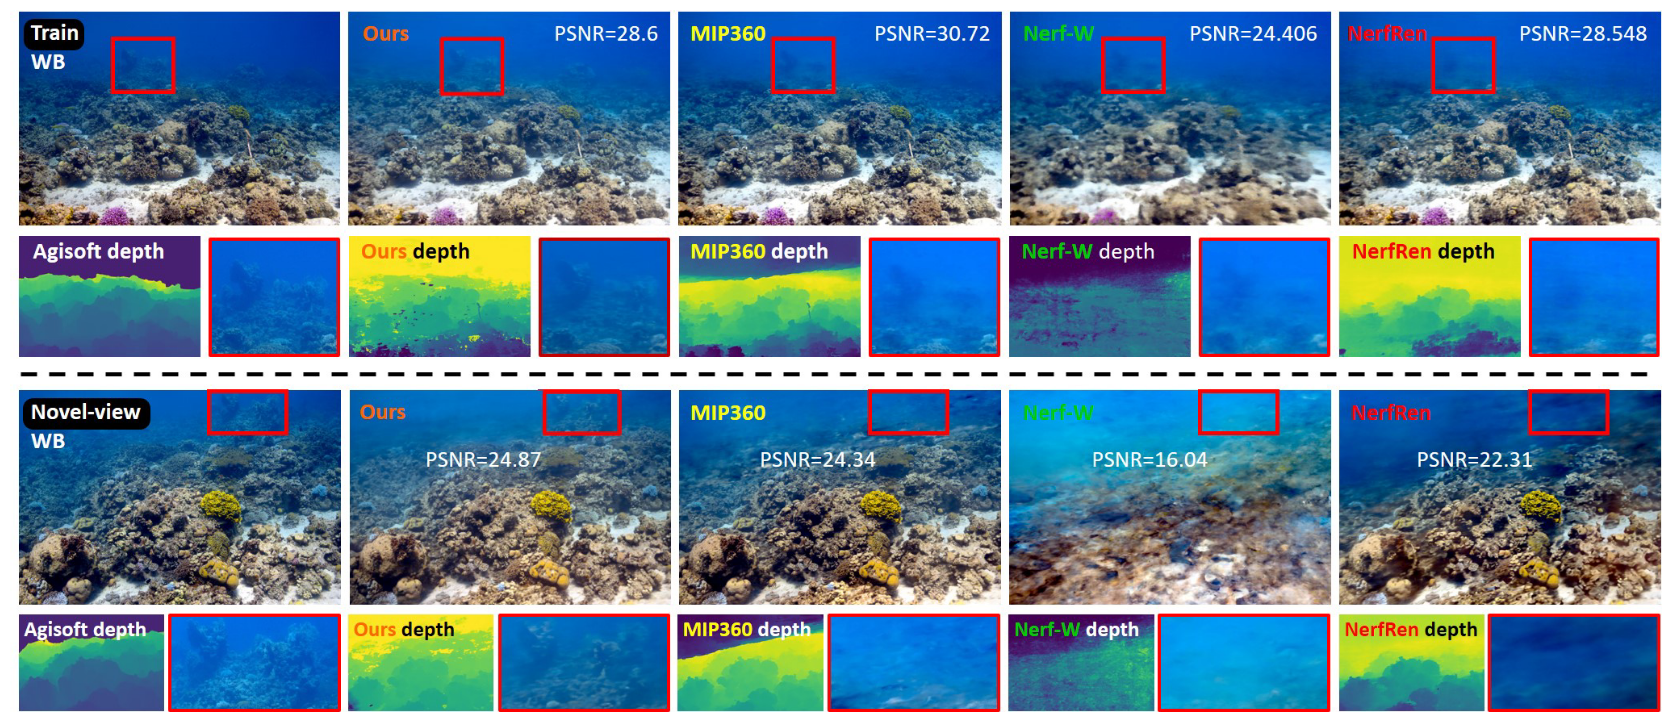 Train
WB
Ours
PSNR=28.6
MIP360
PSNR=30.72
Nerf-W
PSNR=24.406
NerfRen
PSNR=28.548
Agisoft depth
Ours depth
MIP360 depth
Nerf-W depth
NerfRen depth
Novel-view
WB
Ours
PSNR=24.87
MIP360
PSNR=24.34
Nerf-W
PSNR=16.04
NerfRen
PSNR=22.31
Agisoft depth
Ours depth
MIP360 depth
Nerf-W depth
NerfRen depth